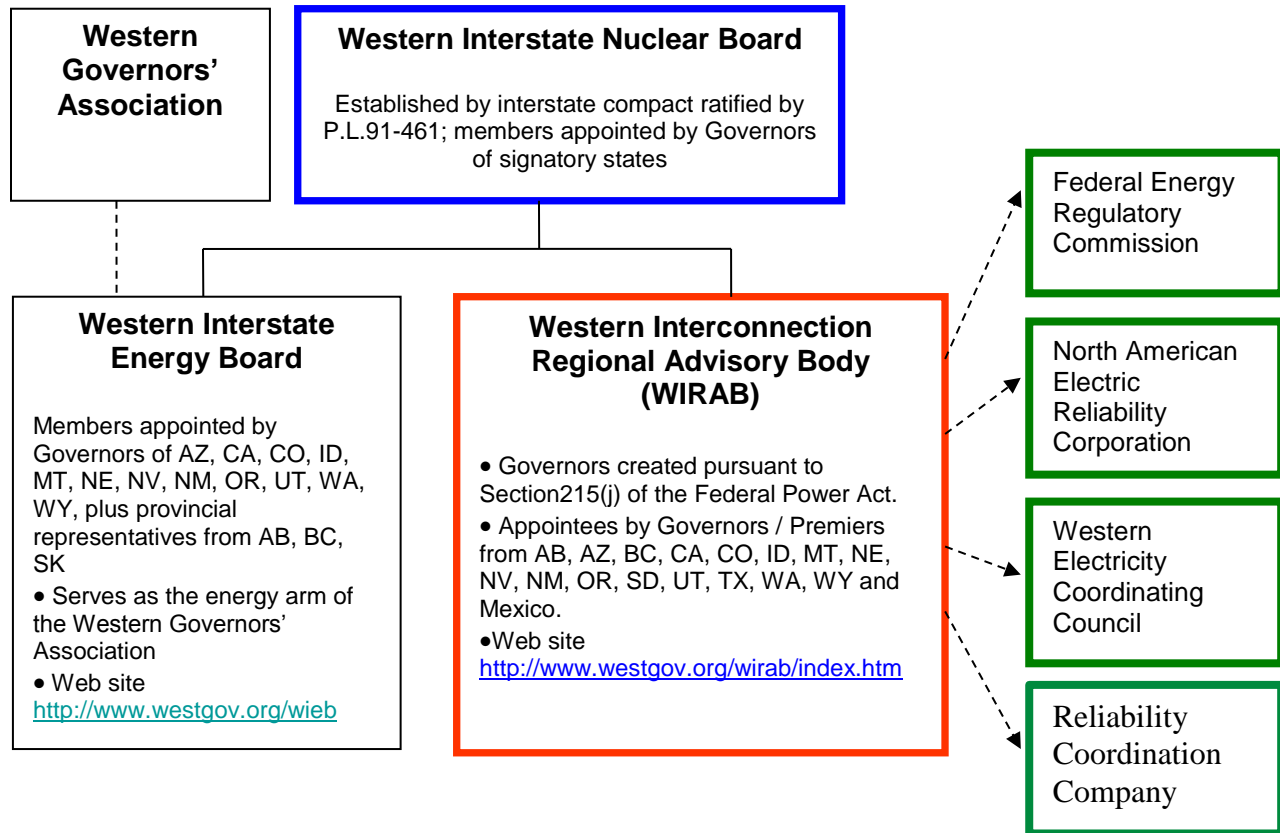 Western
Governors’
Association
Western Interstate Nuclear Board
Established by interstate compact ratified by
P.L.91-461; members appointed by Governors
of signatory states
Western Interstate
Energy Board
Members appointed by
Governors of AZ, CA, CO, ID,
MT, NE, NV, NM, OR, UT, WA,
WY, plus provincial
representatives from AB, BC,
SK
• Serves as the energy arm of
the Western Governors’
Association
• Web site
http://www.westgov.org/wieb
Western Interconnection
Regional Advisory Body
(WIRAB)
• Governors created pursuant to
Section215(j) of the Federal Power Act.
• Appointees by Governors / Premiers
from AB, AZ, BC, CA, CO, ID, MT, NE,
NV, NM, OR, SD, UT, TX, WA, WY and
Mexico.
•Web site
http://www.westgov.org/wirab/index.htm
Federal Energy
Regulatory
Commission
North American
Electric
Reliability
Corporation
Western
Electricity
Coordinating
Council
Reliability
Coordination
Company